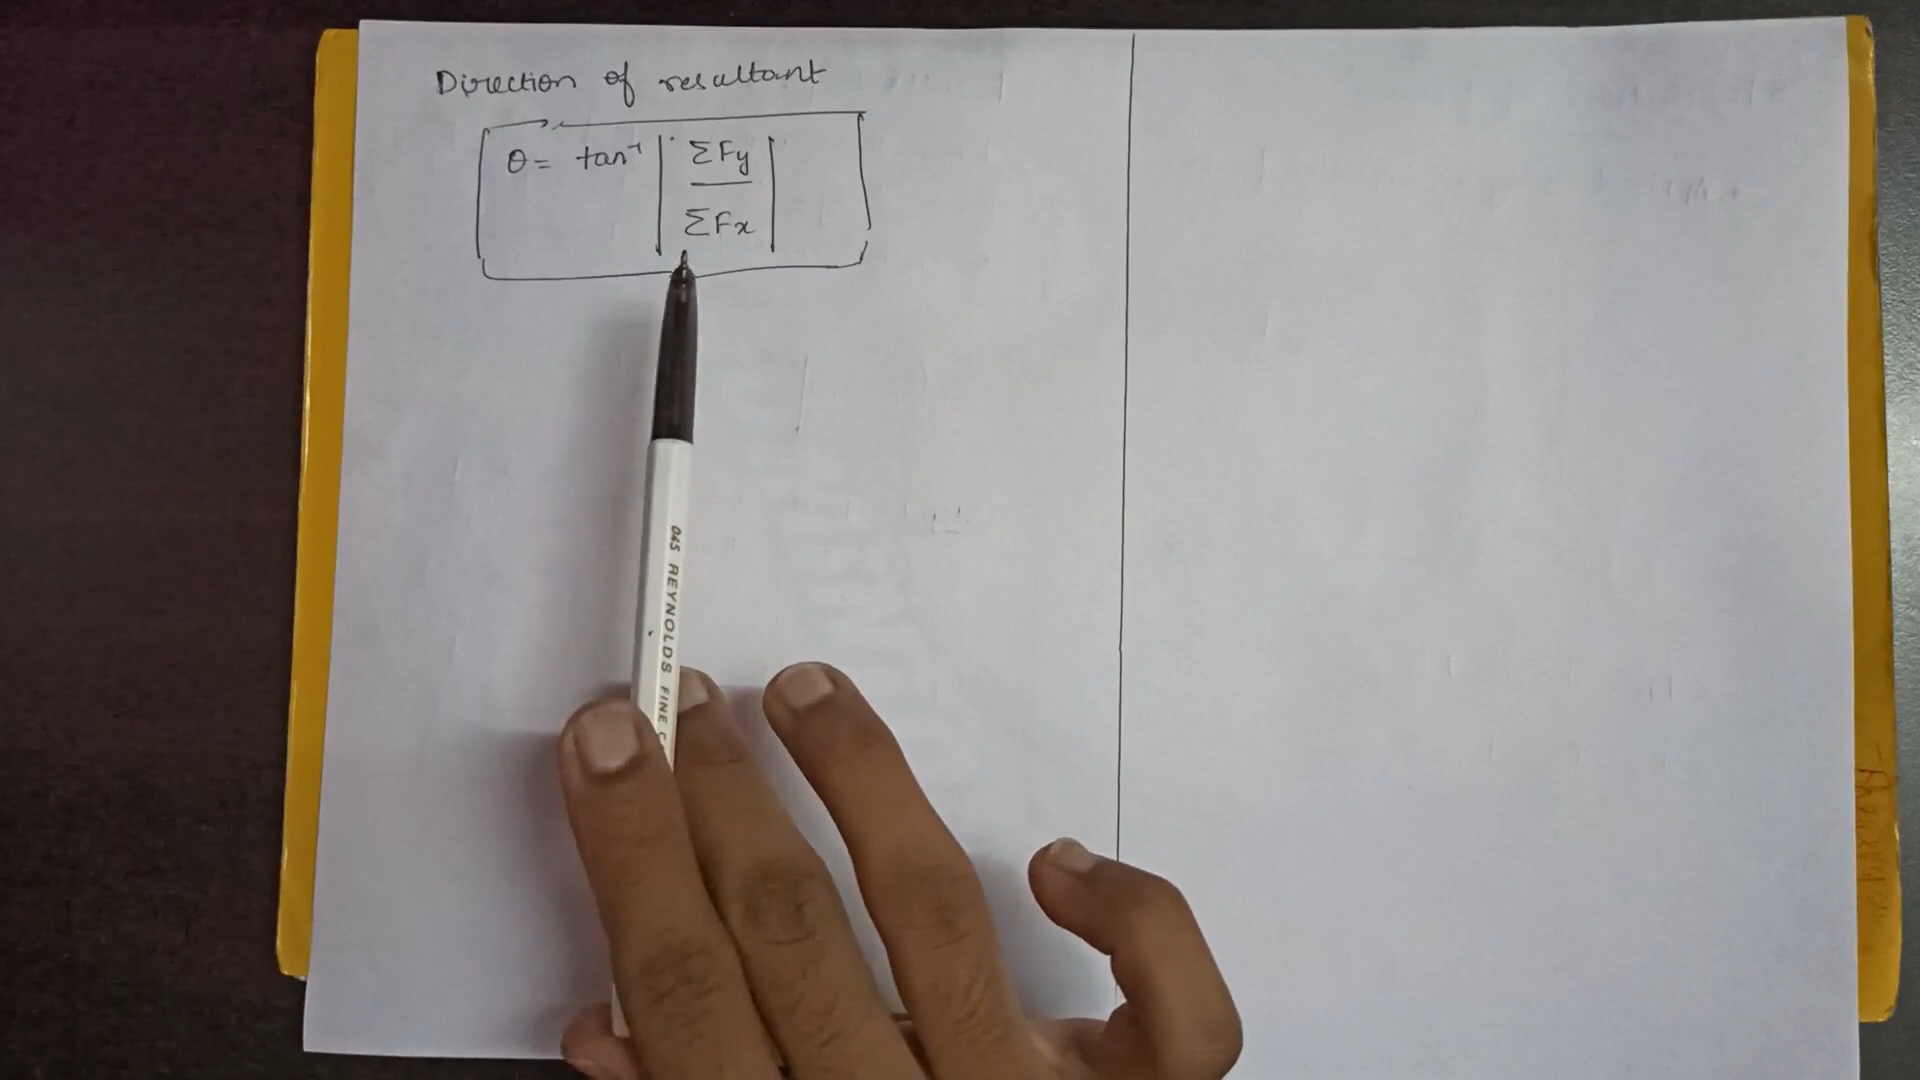 Direction of resultant
θ = tan⁻¹ | ΣFy / ΣFx |
045 REYNOLDS FINE